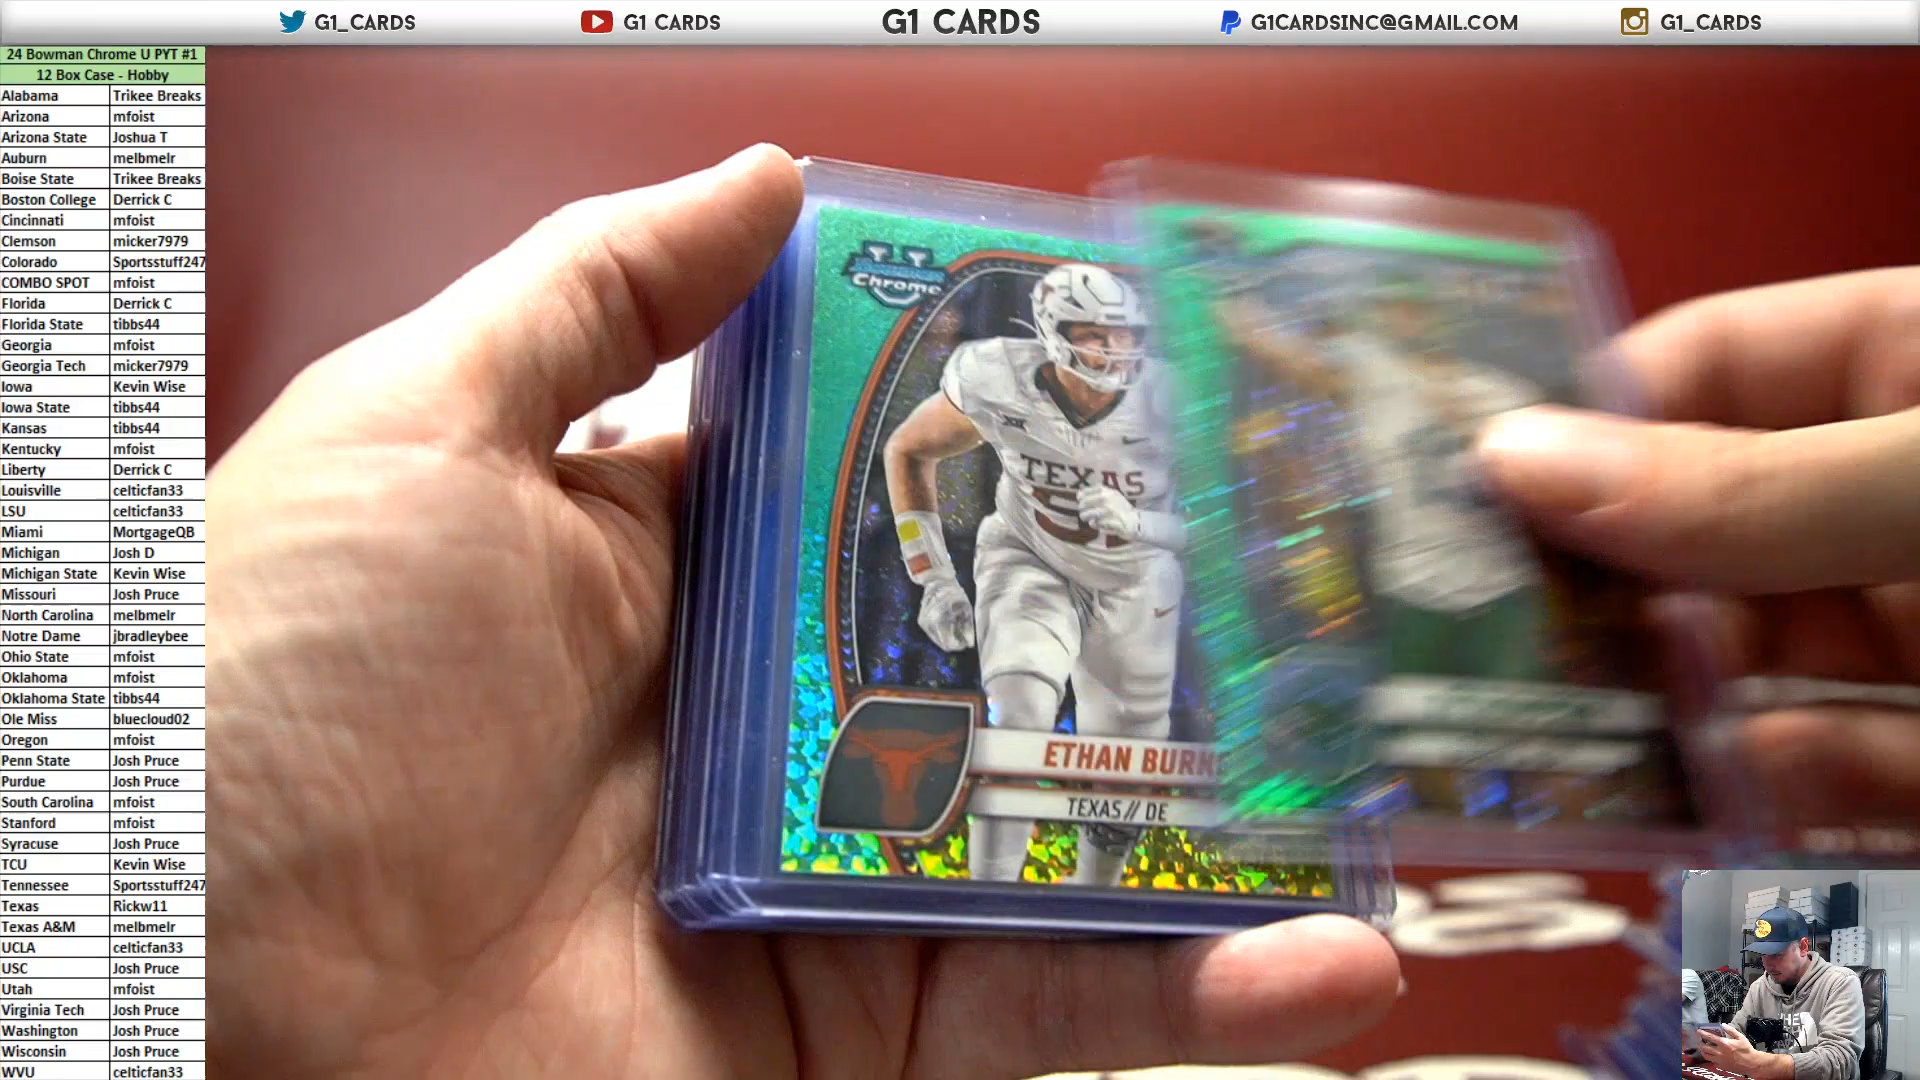 G1_CARDS
G1 CARDS
G1 CARDS
G1CARDSINC@GMAIL.COM
G1_CARDS
24 Bowman Chrome U PYT #1
12 Box Case - Hobby
Alabama Trikee Breaks
Arizona mfoist
Arizona State Joshua T
Auburn melbmelr
Boise State Trikee Breaks
Boston College Derrick C
Cincinnati mfoist
Clemson micker7979
Colorado Sportsstuff247
COMBO SPOT mfoist
Florida Derrick C
Florida State tibbs44
Georgia mfoist
Georgia Tech micker7979
Iowa Kevin Wise
Iowa State tibbs44
Kansas tibbs44
Kentucky mfoist
Liberty Derrick C
Louisville celticfan33
LSU celticfan33
Miami MortgageQB
Michigan Josh D
Michigan State Kevin Wise
Missouri Josh Pruce
North Carolina melbmelr
Notre Dame jbradleybee
Ohio State mfoist
Oklahoma mfoist
Oklahoma State tibbs44
Ole Miss bluecloud02
Oregon mfoist
Penn State Josh Pruce
Purdue Josh Pruce
South Carolina mfoist
Stanford mfoist
Syracuse Josh Pruce
TCU Kevin Wise
Tennessee Sportsstuff247
Texas Rickw11
Texas A&M melbmelr
UCLA celticfan33
USC Josh Pruce
Utah mfoist
Virginia Tech Josh Pruce
Washington Josh Pruce
Wisconsin Josh Pruce
WVU celticfan33
U
Chrome
TEXAS
ETHAN
TEXAS // DE